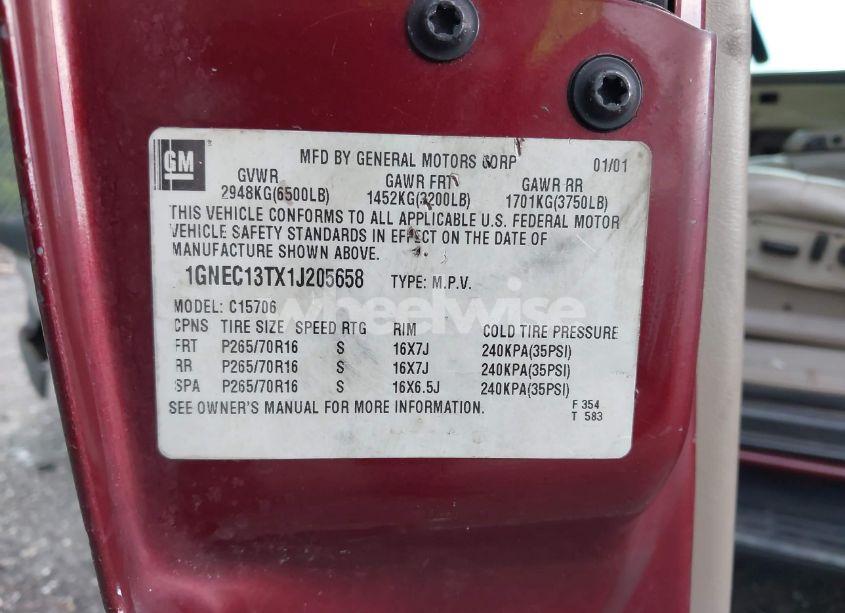 GM
MFD BY GENERAL MOTORS CORP 01/01
GVWR GAWR FRT GAWR RR
2948KG(6500LB) 1452KG(3200LB) 1701KG(3750LB)
THIS VEHICLE CONFORMS TO ALL APPLICABLE U.S. FEDERAL MOTOR
VEHICLE SAFETY STANDARDS IN EFFECT ON THE DATE OF
MANUFACTURE SHOWN ABOVE.
1GNEC13TX1J205658 TYPE: M.P.V.
MODEL: C15706
wheelwise
CPNS TIRE SIZE SPEED RTG RIM COLD TIRE PRESSURE
FRT P265/70R16 S 16X7J 240KPA(35PSI)
RR P265/70R16 S 16X7J 240KPA(35PSI)
SPA P265/70R16 S 16X6.5J 240KPA(35PSI)
SEE OWNER'S MANUAL FOR MORE INFORMATION.
F 354
T 583